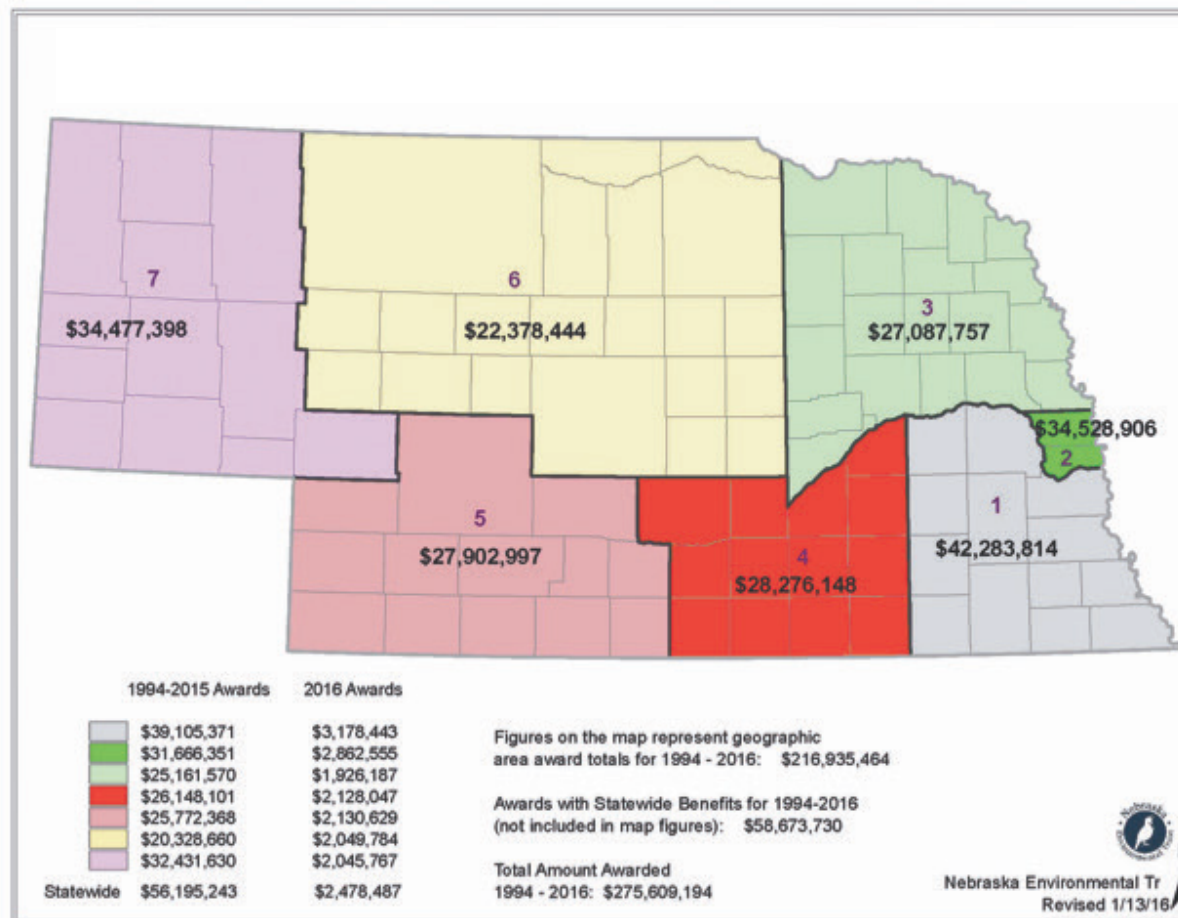 7
$34,477,398
6
$22,378,444
3
$27,087,757
$34,528,906
2
5
$27,902,997
4
$28,276,148
1
$42,283,814
1994-2015 Awards 2016 Awards
$39,105,371 $3,178,443
$31,666,351 $2,862,555
$25,161,570 $1,926,187
$26,148,101 $2,128,047
$25,772,368 $2,130,629
$20,328,660 $2,049,784
$32,431,630 $2,045,767
Statewide $56,195,243 $2,478,487
Figures on the map represent geographic
area award totals for 1994 - 2016: $216,935,464
Awards with Statewide Benefits for 1994-2016
(not included in map figures): $58,673,730
Total Amount Awarded
1994 - 2016: $275,609,194
Nebraska
Environmental Trust
Nebraska Environmental Tr
Revised 1/13/16